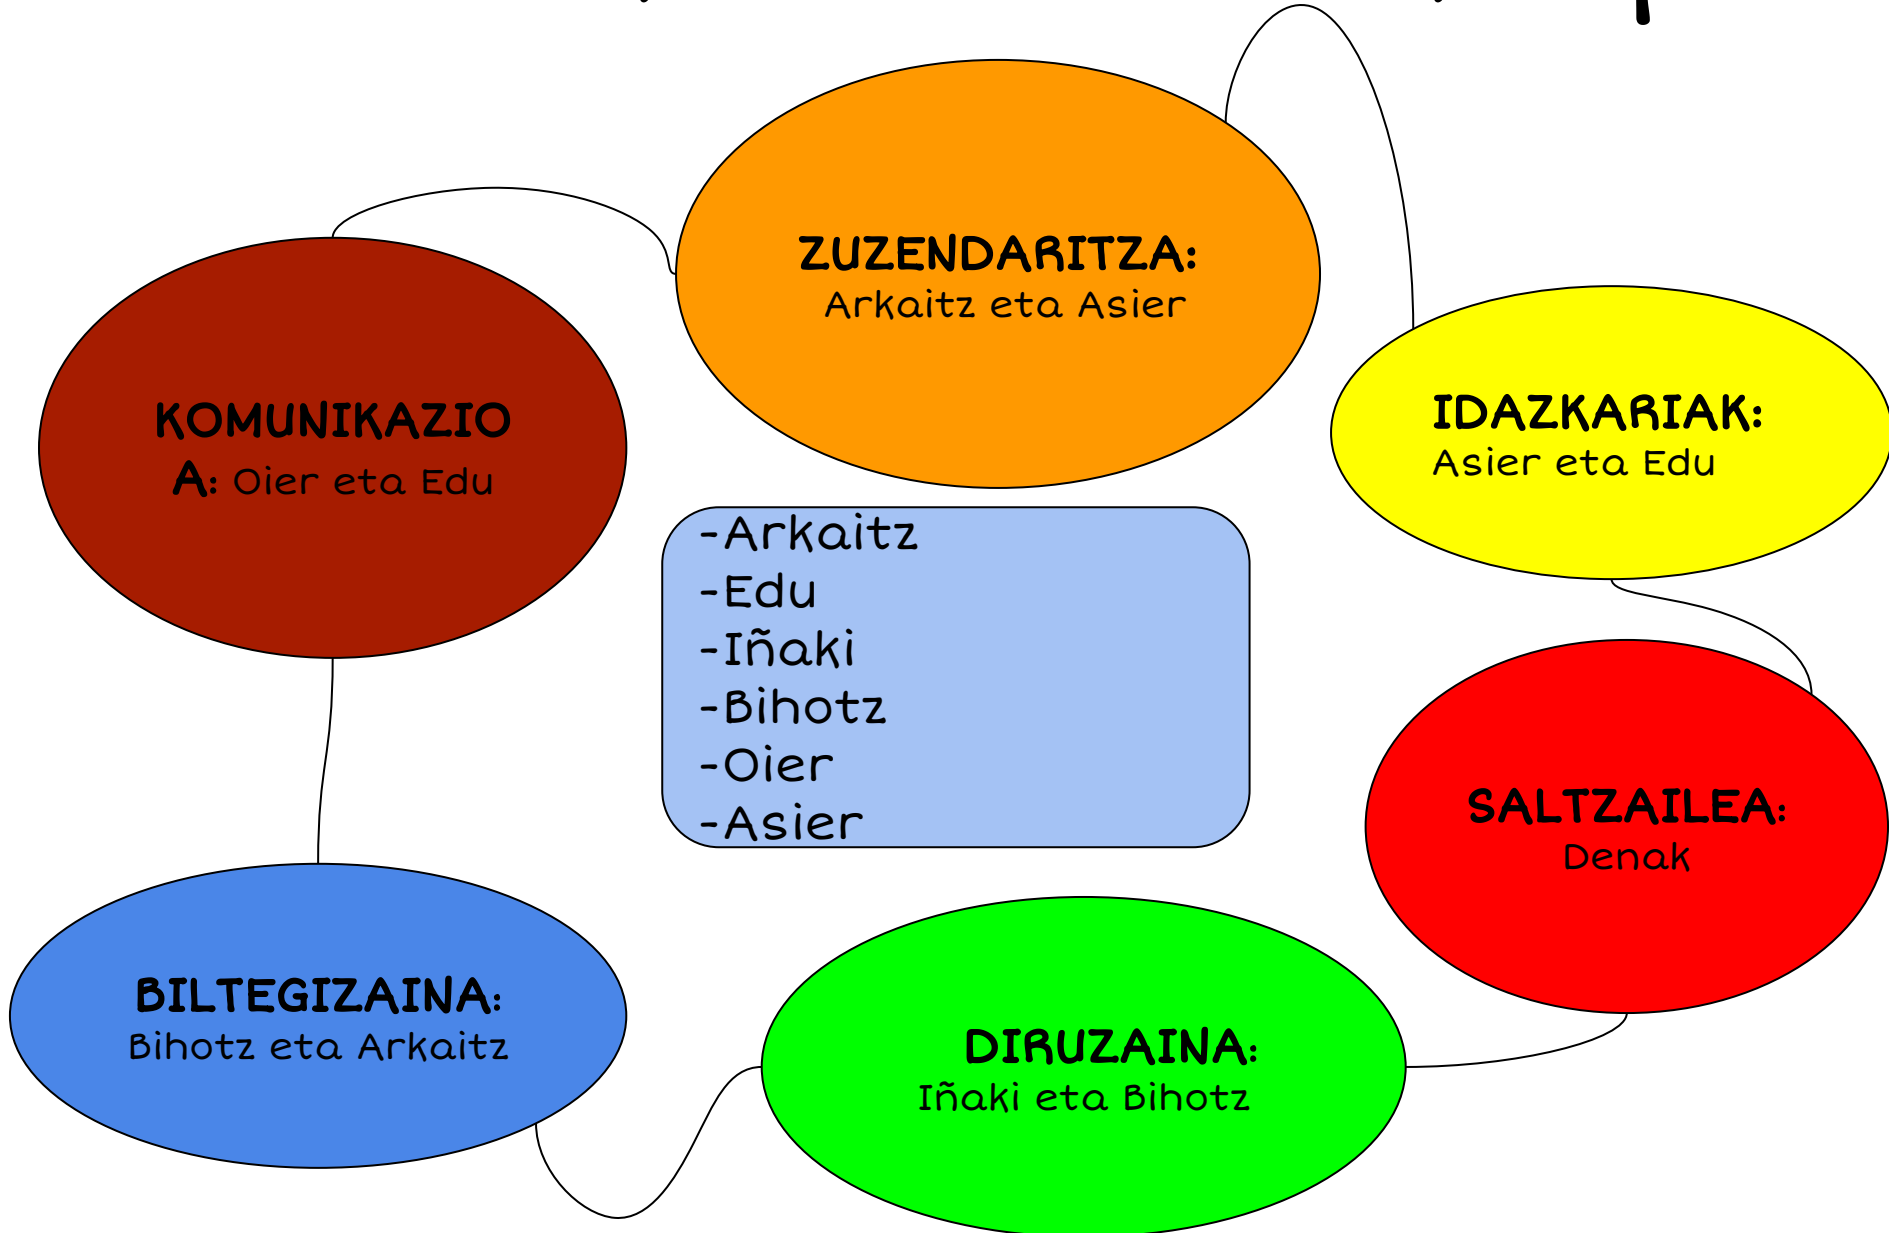 ZUZENDARITZA:
Arkaitz eta Asier
KOMUNIKAZIO
A: Oier eta Edu
IDAZKARIAK:
Asier eta Edu
-Arkaitz
-Edu
-Iñaki
-Bihotz
-Oier
-Asier
SALTZAILEA:
Denak
BILTEGIZAINA:
Bihotz eta Arkaitz
DIRUZAINA:
Iñaki eta Bihotz